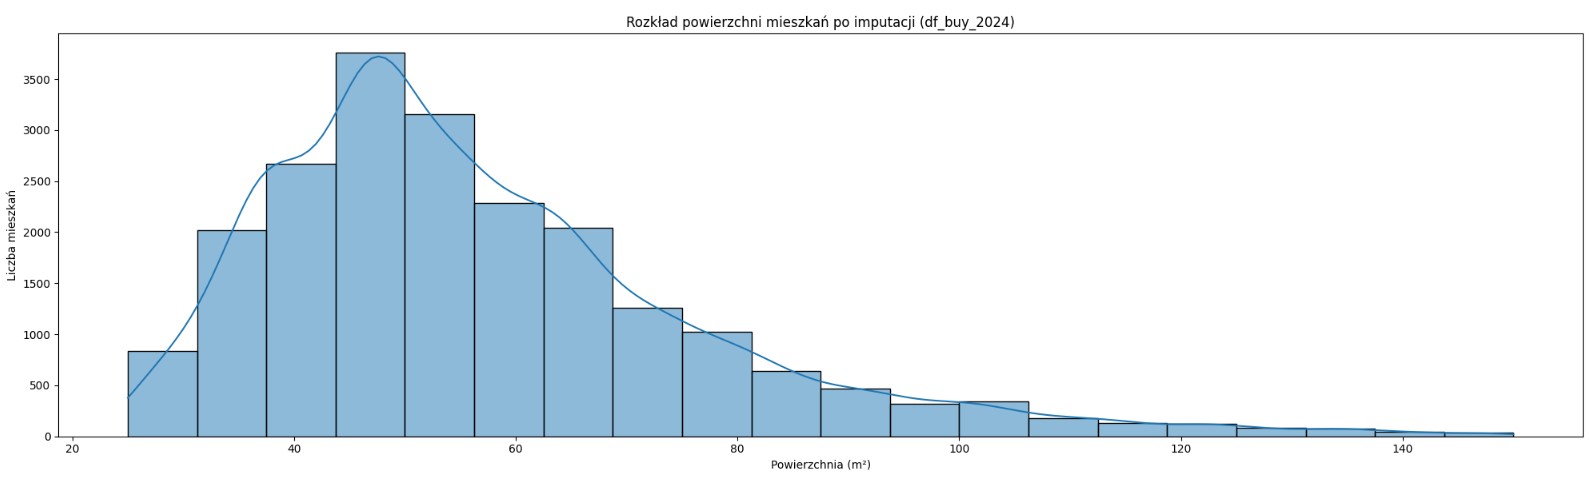 Rozkład powierzchni mieszkań po imputacji (df_buy_2024)
Liczba mieszkań
3500
3000
2500
2000
1500
1000
500
0
20 40 60 80 100 120 140
Powierzchnia (m²)